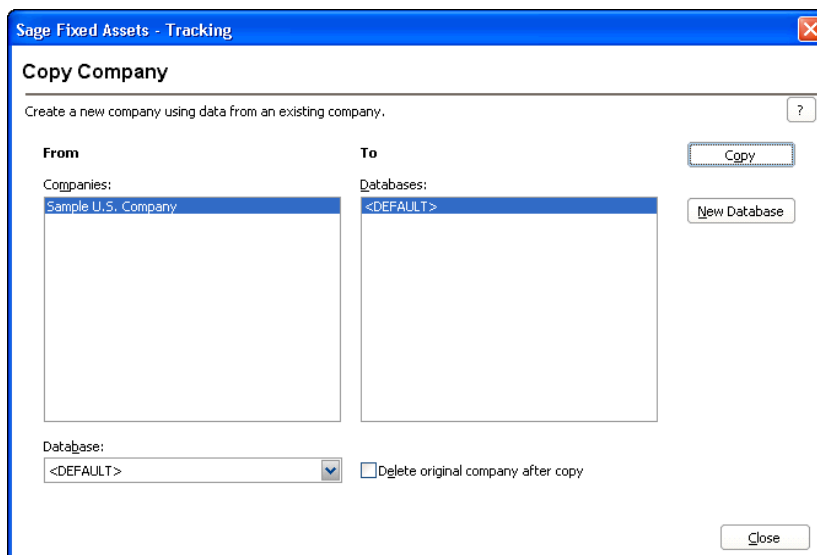 Sage Fixed Assets - Tracking
Copy Company
Create a new company using data from an existing company.
?
From
To
Copy
Companies:
Databases:
Sample U.S. Company
<DEFAULT>
New Database
Database:
<DEFAULT>
Delete original company after copy
Close